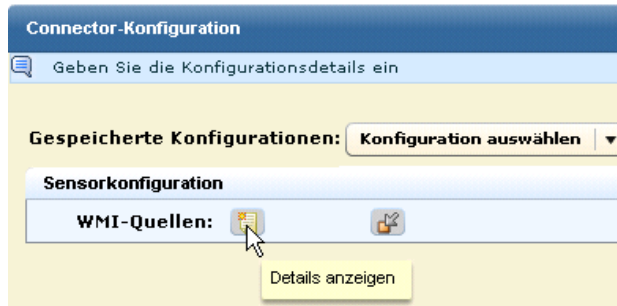 Connector-Konfiguration
Geben Sie die Konfigurationsdetails ein
Gespeicherte Konfigurationen: Konfiguration auswählen
Sensorkonfiguration
WMI-Quellen:
Details anzeigen